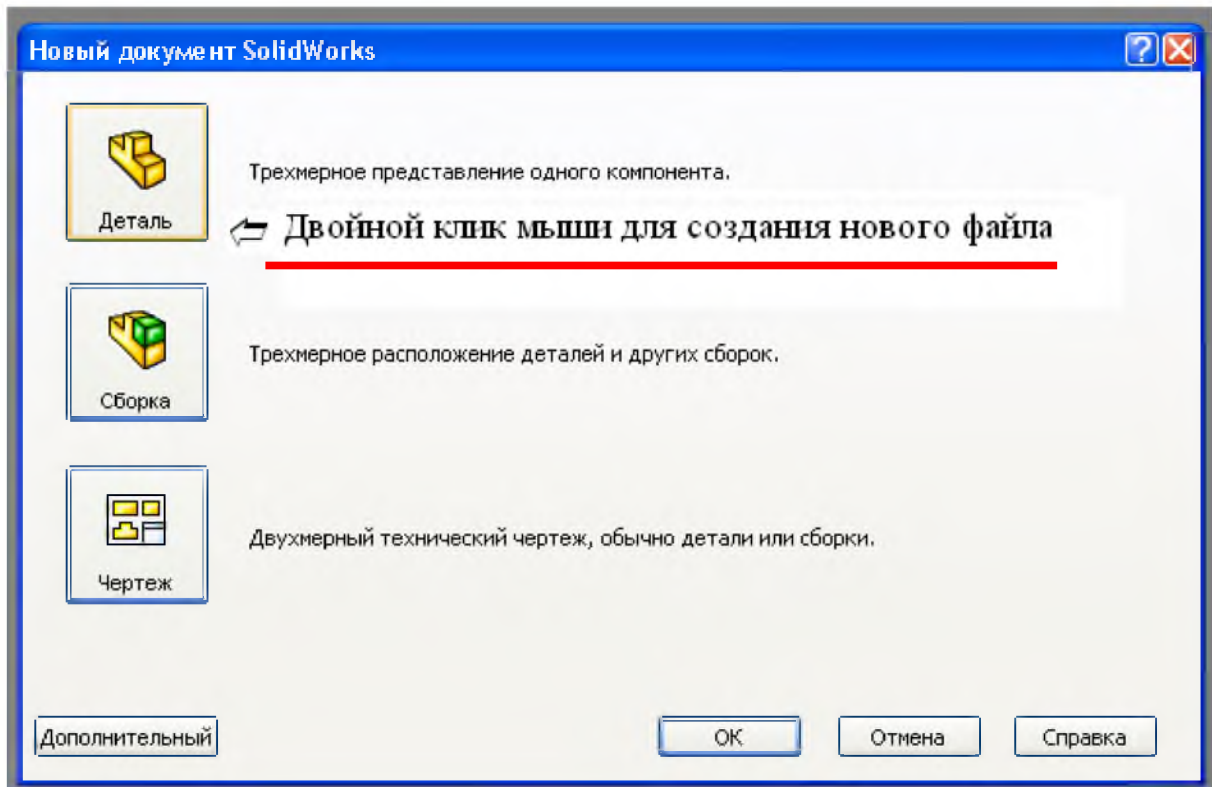 Новый документ SolidWorks
Трехмерное представление одного компонента.
Деталь
Двойной клик мыши для создания нового файла
Трехмерное расположение деталей и других сборок.
Сборка
Двухмерный технический чертеж, обычно детали или сборки.
Чертеж
Дополнительный
ОК
Отмена
Справка